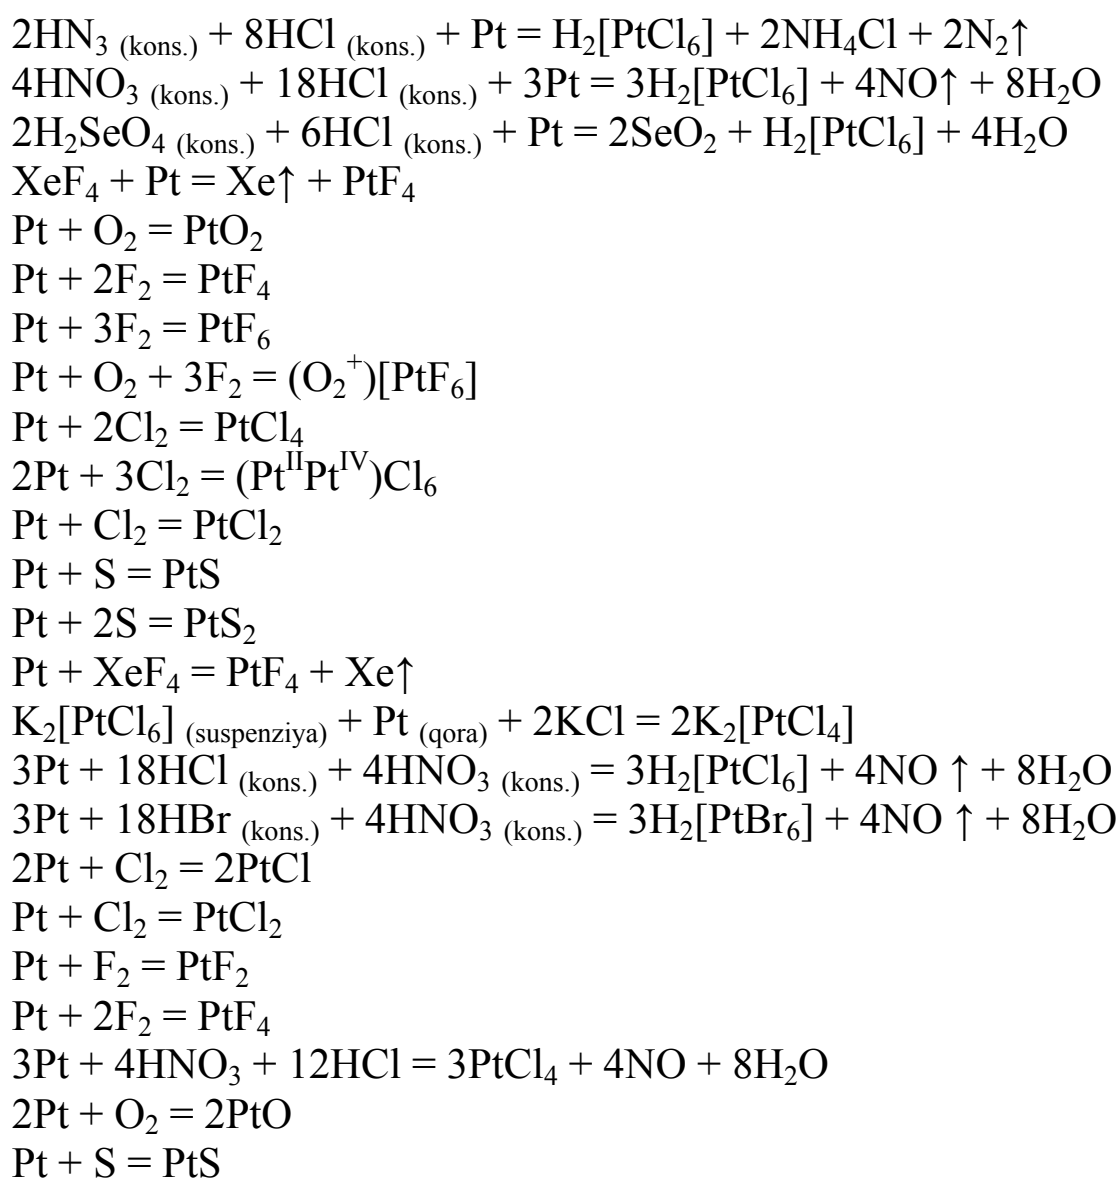 2HN₃ (kons.) + 8HCl (kons.) + Pt = H₂[PtCl₆] + 2NH₄Cl + 2N₂↑
4HNO₃ (kons.) + 18HCl (kons.) + 3Pt = 3H₂[PtCl₆] + 4NO↑ + 8H₂O
2H₂SeO₄ (kons.) + 6HCl (kons.) + Pt = 2SeO₂ + H₂[PtCl₆] + 4H₂O
XeF₄ + Pt = Xe↑ + PtF₄
Pt + O₂ = PtO₂
Pt + 2F₂ = PtF₄
Pt + 3F₂ = PtF₆
Pt + O₂ + 3F₂ = (O₂⁺)[PtF₆]
Pt + 2Cl₂ = PtCl₄
2Pt + 3Cl₂ = (PtᴵᴵPtᴵⱽ)Cl₆
Pt + Cl₂ = PtCl₂
Pt + S = PtS
Pt + 2S = PtS₂
Pt + XeF₄ = PtF₄ + Xe↑
K₂[PtCl₆] (suspenziya) + Pt (qora) + 2KCl = 2K₂[PtCl₄]
3Pt + 18HCl (kons.) + 4HNO₃ (kons.) = 3H₂[PtCl₆] + 4NO ↑ + 8H₂O
3Pt + 18HBr (kons.) + 4HNO₃ (kons.) = 3H₂[PtBr₆] + 4NO ↑ + 8H₂O
2Pt + Cl₂ = 2PtCl
Pt + Cl₂ = PtCl₂
Pt + F₂ = PtF₂
Pt + 2F₂ = PtF₄
3Pt + 4HNO₃ + 12HCl = 3PtCl₄ + 4NO + 8H₂O
2Pt + O₂ = 2PtO
Pt + S = PtS